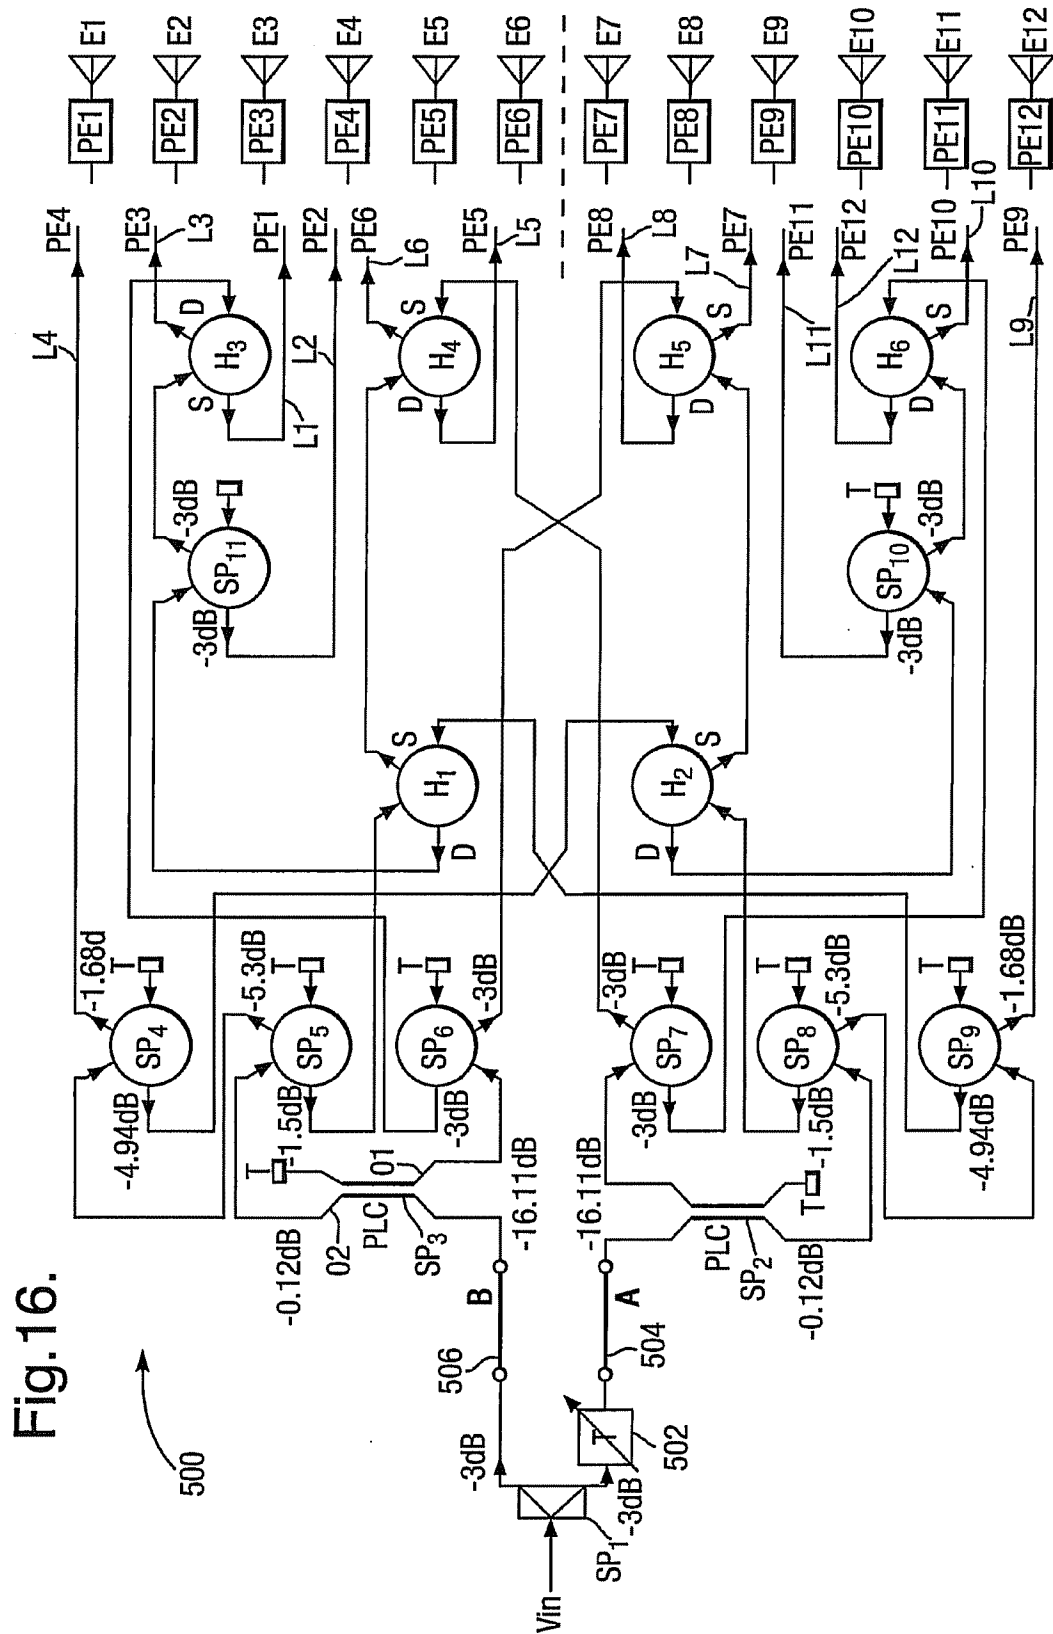 Fig.16.
500
Vin
SP1
-3dB
-3dB
T
502
506
504
B
A
-16.11dB
-16.11dB
-0.12dB
02
PLC
SP3
01
T
PLC
SP2
T
-0.12dB
-4.94dB
SP4
T
-1.68d
-1.5dB
SP5
T
-5.3dB
-3dB
SP6
T
-3dB
-3dB
SP7
T
-3dB
-1.5dB
SP8
T
-5.3dB
-4.94dB
SP9
T
-1.68dB
D
H1
S
D
H2
S
-3dB
SP11
-3dB
-3dB
SP10
T
-3dB
S
H3
D
D
H4
S
D
H5
S
D
H6
S
L4
L3
L1
L2
L6
L5
L8
L7
L11
L12
L10
L9
PE4
PE3
PE1
PE2
PE6
PE5
PE8
PE7
PE11
PE12
PE10
PE9
PE1 E1
PE2 E2
PE3 E3
PE4 E4
PE5 E5
PE6 E6
PE7 E7
PE8 E8
PE9 E9
PE10 E10
PE11 E11
PE12 E12